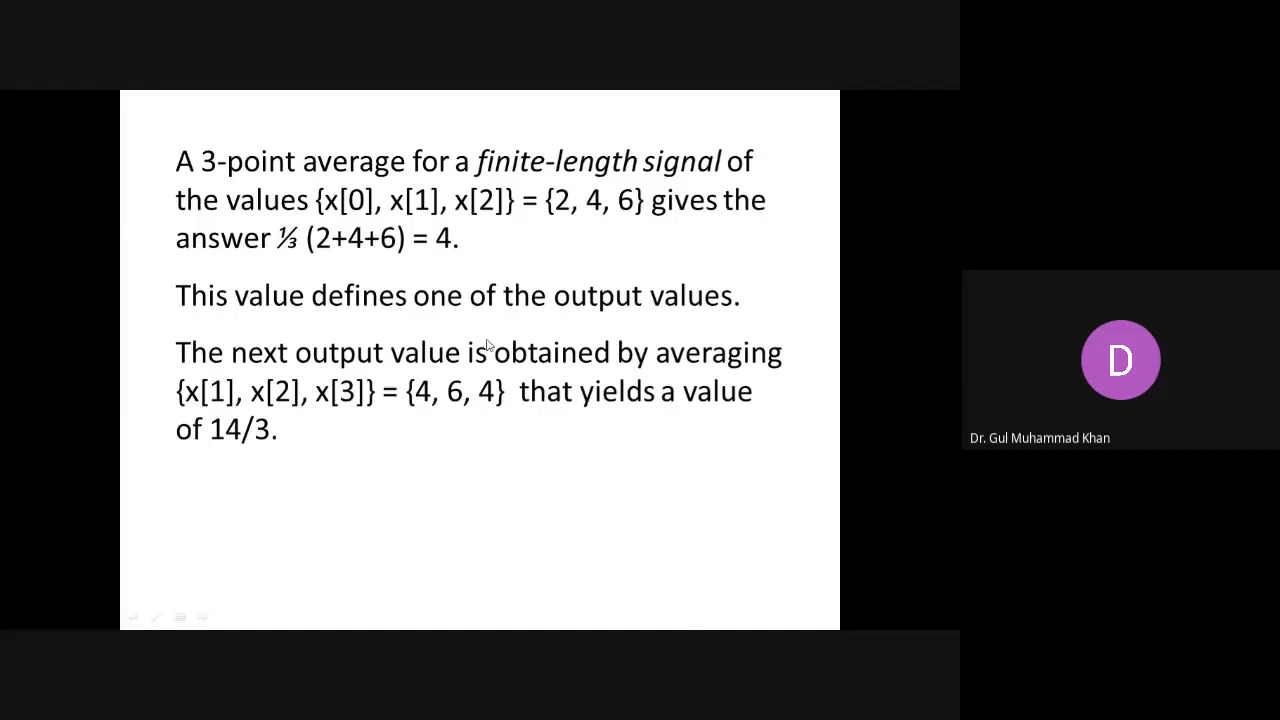 A 3-point average for a finite-length signal of
the values {x[0], x[1], x[2]} = {2, 4, 6} gives the
answer ⅓ (2+4+6) = 4.
This value defines one of the output values.
The next output value is obtained by averaging
{x[1], x[2], x[3]} = {4, 6, 4} that yields a value
of 14/3.
D
Dr. Gul Muhammad Khan